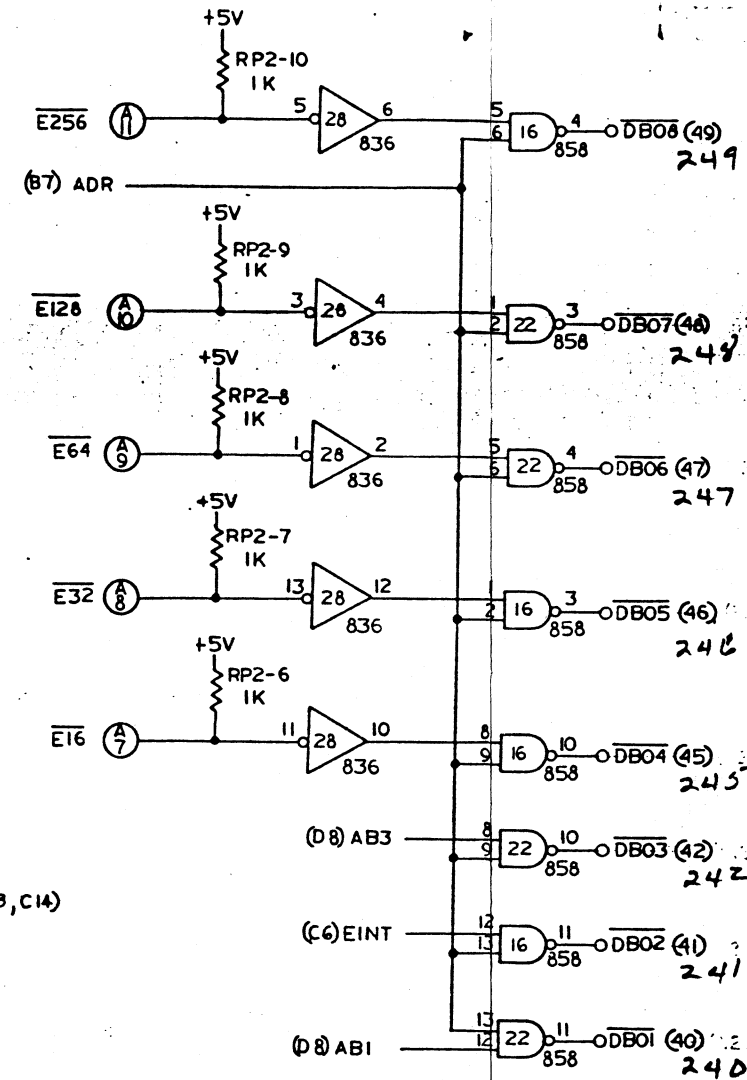 +5V
RP2-10
1K
E256
A
11
5
28
6
836
5
6
16
4
858
DB08 (49)
249
(B7) ADR
+5V
RP2-9
1K
E128
A
10
3
28
4
836
1
2
22
3
858
DB07 (48)
248
+5V
RP2-8
1K
E64
A
9
1
28
2
836
5
6
22
4
858
DB06 (47)
247
+5V
RP2-7
1K
E32
A
8
13
28
12
836
1
2
16
3
858
DB05 (46)
246
+5V
RP2-6
1K
E16
A
7
11
28
10
836
8
9
16
10
858
DB04 (45)
245
(D8) AB3
8
9
22
10
858
DB03 (42)
242
, C14)
(C6) EINT
12
13
16
11
858
DB02 (41)
241
(D8) AB1
13
12
22
11
858
DB01 (40)
240